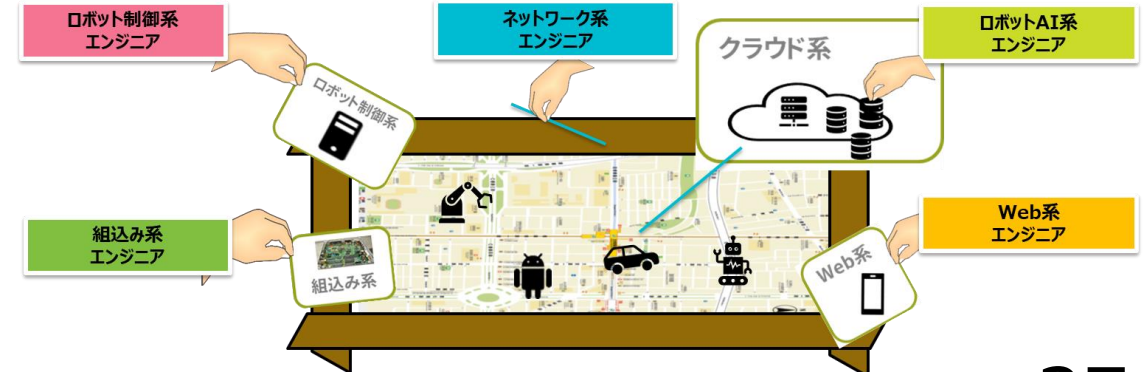 ロボット制御系
エンジニア
ネットワーク系
エンジニア
ロボットAI系
エンジニア
クラウド系
ロボット制御系
組込み系
エンジニア
組込み系
Web系
エンジニア
Web系